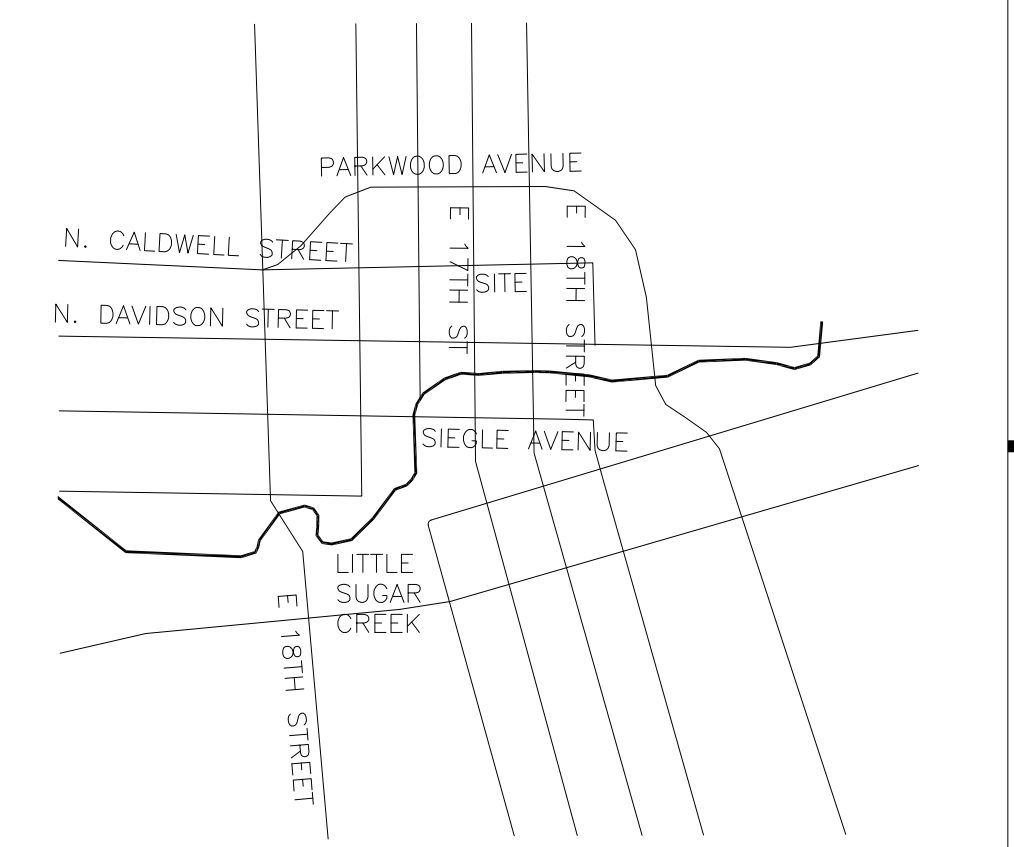 PARKWOOD AVENUE
N. CALDWELL STREET
E 17TH ST
E 18TH STREET
SITE
N. DAVIDSON STREET
SIEGLE AVENUE
LITTLE
SUGAR
CREEK
E 18TH STREET